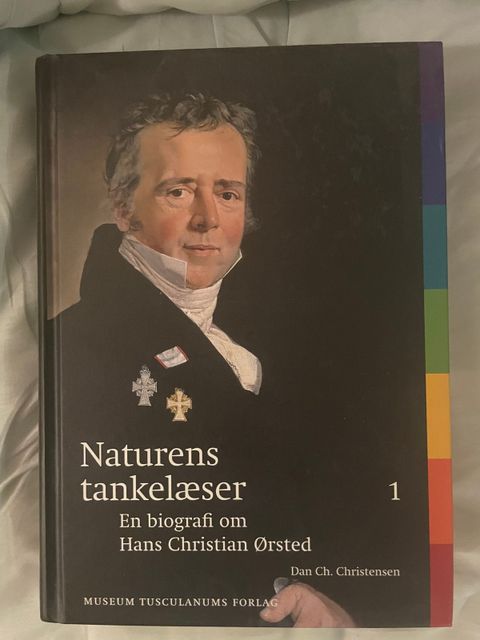 Naturens
tankelæser
1
En biografi om
Hans Christian Ørsted
Dan Ch. Christensen
MUSEUM TUSCULANUMS FORLAG